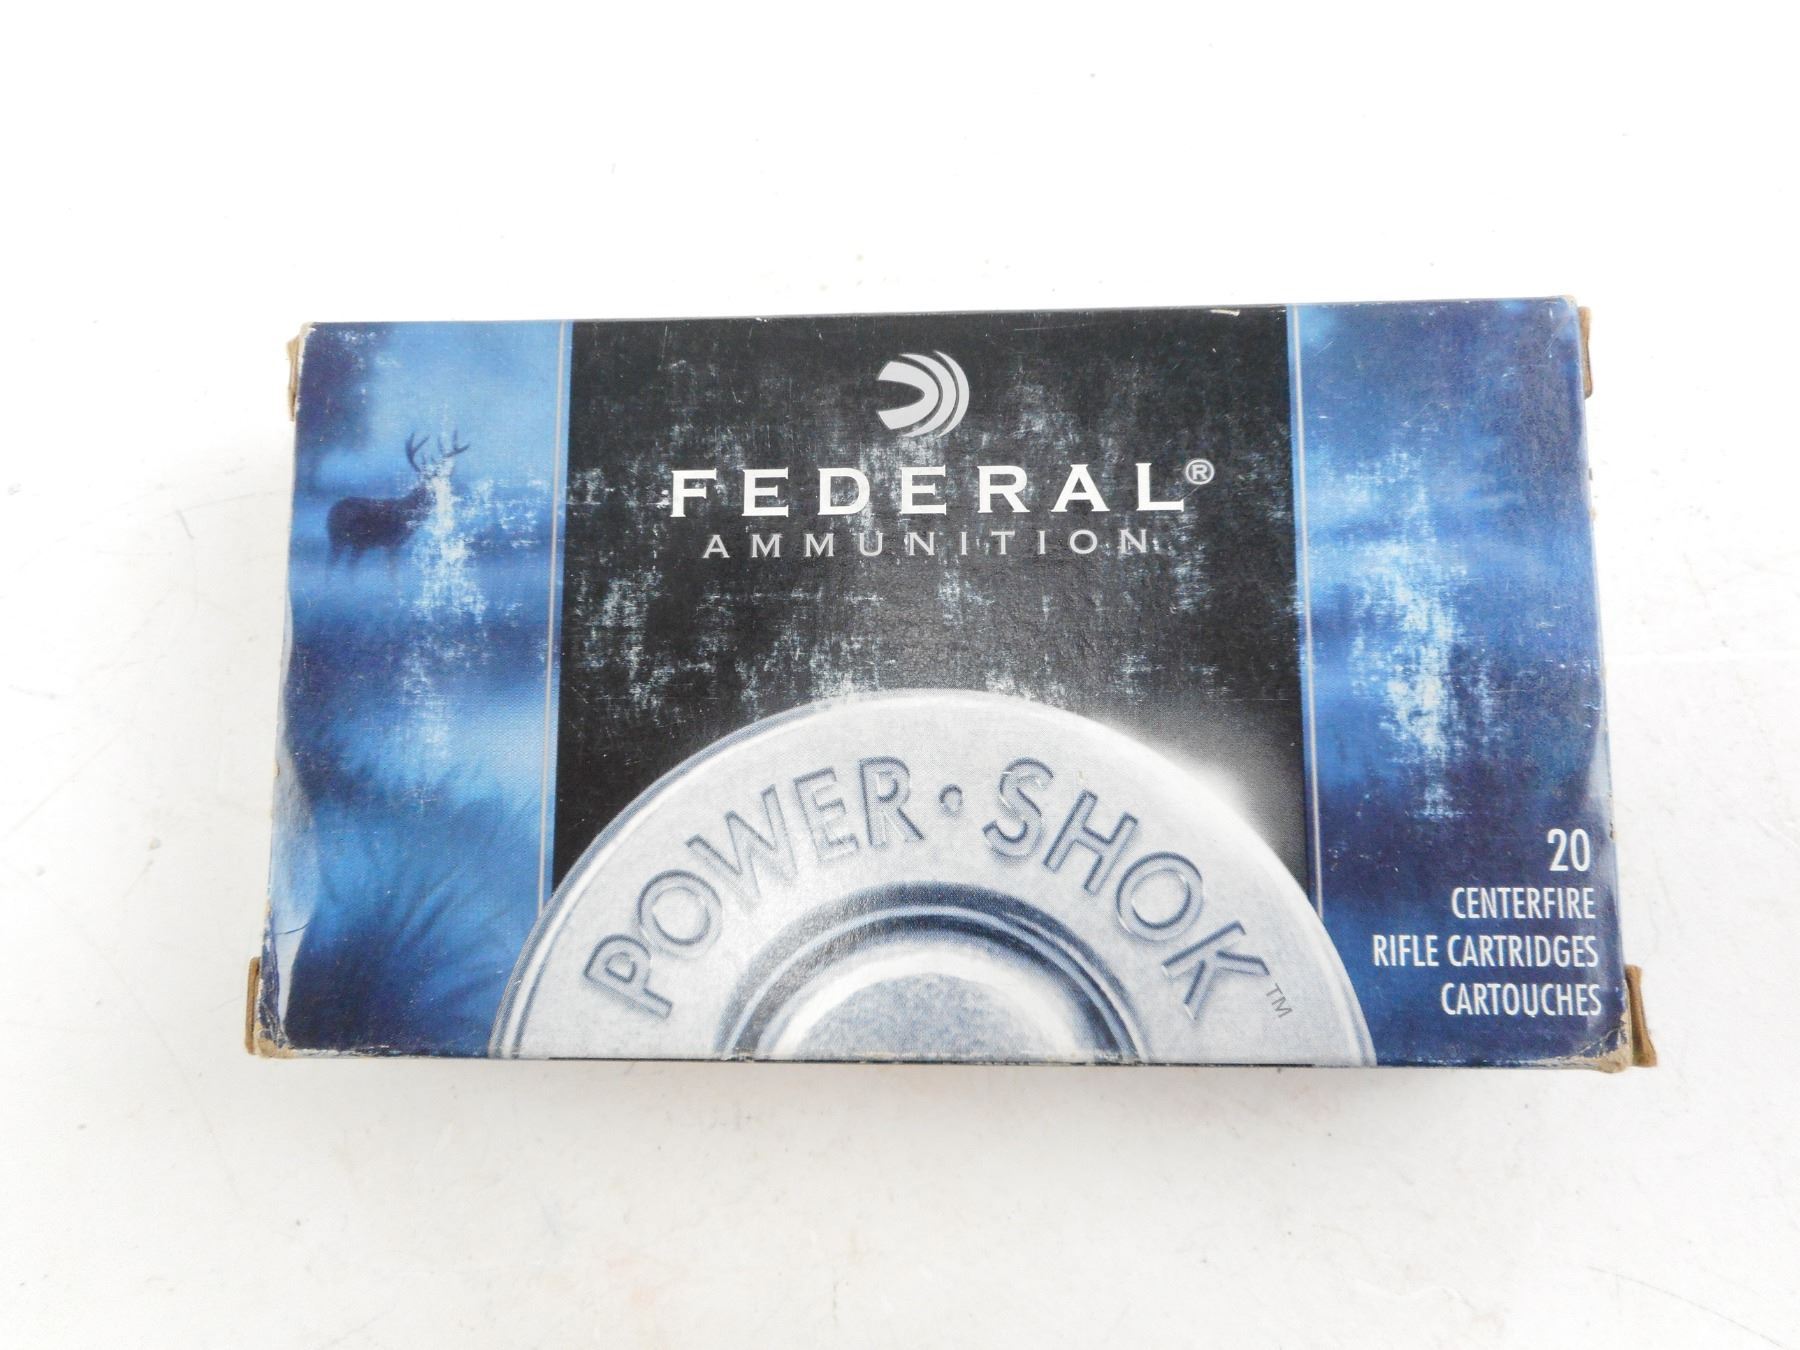 FEDERAL®
AMMUNITION
POWER·SHOK™
20
CENTERFIRE
RIFLE CARTRIDGES
CARTOUCHES